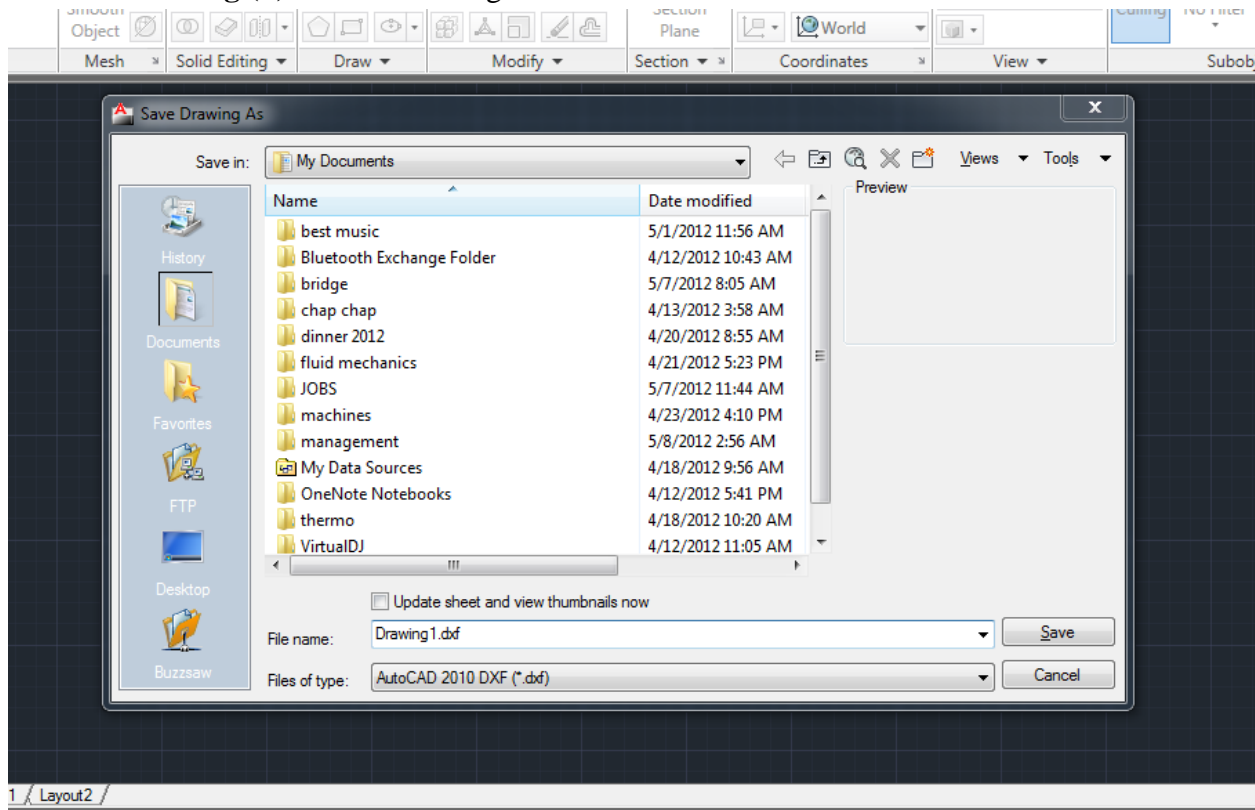 Object Plane World
Mesh Solid Editing Draw Modify Section Coordinates View Subob
Save Drawing As
Save in: My Documents Views Tools
Name Date modified Preview
best music 5/1/2012 11:56 AM
History Bluetooth Exchange Folder 4/12/2012 10:43 AM
bridge 5/7/2012 8:05 AM
chap chap 4/13/2012 3:58 AM
Documents dinner 2012 4/20/2012 8:55 AM
fluid mechanics 4/21/2012 5:23 PM
JOBS 5/7/2012 11:44 AM
Favorites machines 4/23/2012 4:10 PM
management 5/8/2012 2:56 AM
My Data Sources 4/18/2012 9:56 AM
FTP OneNote Notebooks 4/12/2012 5:41 PM
thermo 4/18/2012 10:20 AM
VirtualDJ 4/12/2012 11:05 AM
Desktop Update sheet and view thumbnails now
File name: Drawing1.dxf Save
Buzzsaw Files of type: AutoCAD 2010 DXF (*.dxf) Cancel
1 / Layout2 /